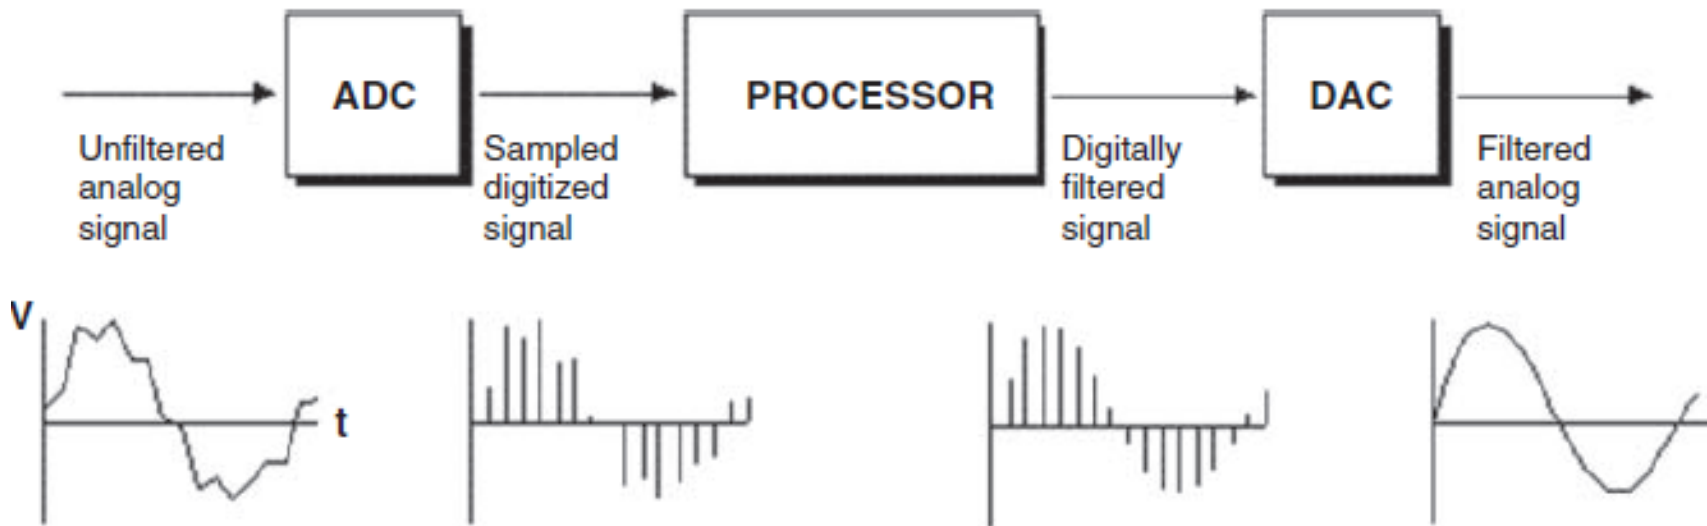 ADC
PROCESSOR
DAC
Unfiltered
analog
signal
Sampled
digitized
signal
Digitally
filtered
signal
Filtered
analog
signal
V
t